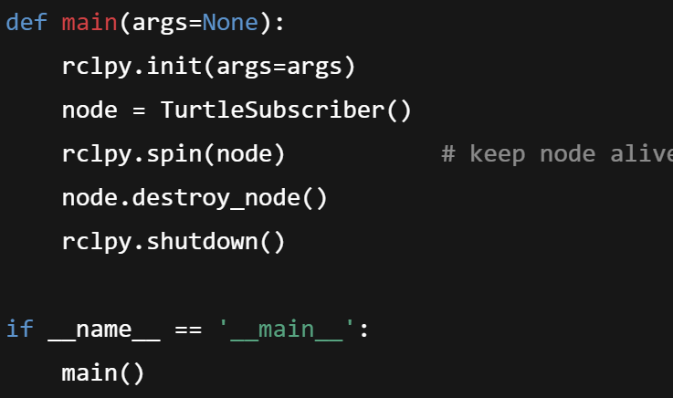 def main(args=None):
    rclpy.init(args=args)
    node = TurtleSubscriber()
    rclpy.spin(node)           # keep node alive
    node.destroy_node()
    rclpy.shutdown()

if __name__ == '__main__':
    main()